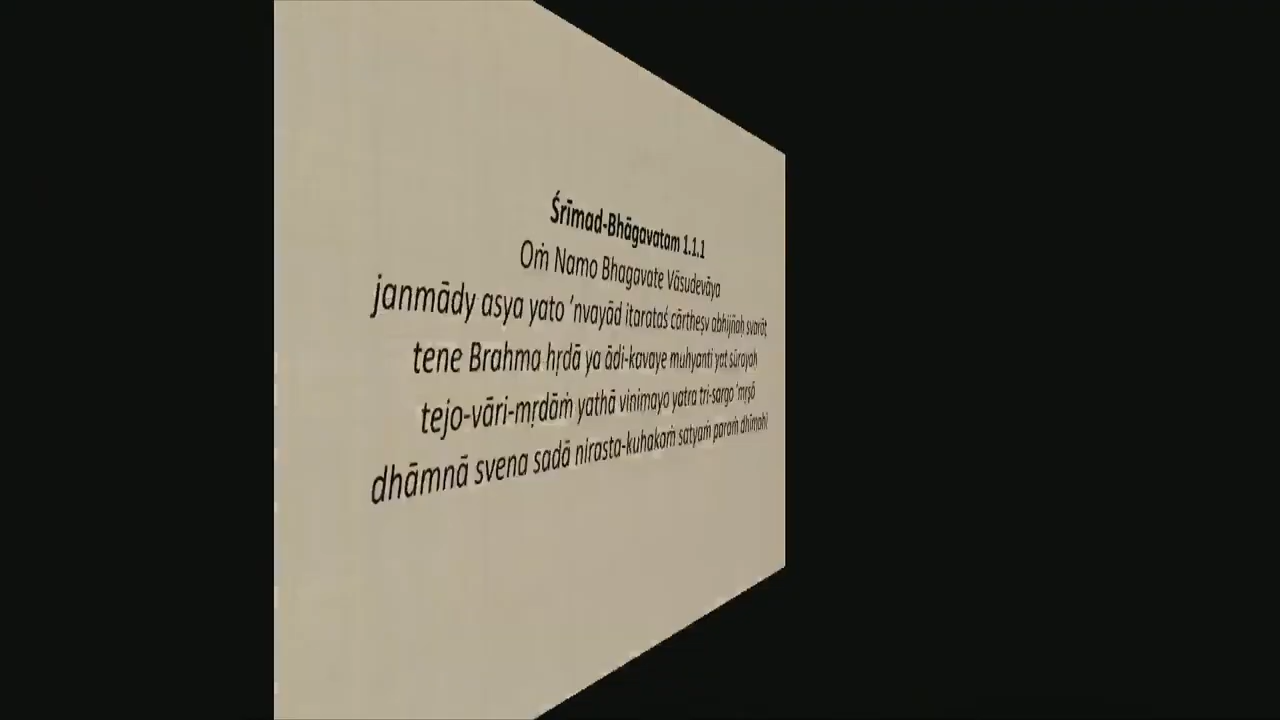 Śrīmad-Bhāgavatam 1.1.1
Oṁ Namo Bhagavate Vāsudevāya
janmādy asya yato ’nvayād itarataś cārtheṣv abhijñaḥ svarāṭ
tene Brahma hṛdā ya ādi-kavaye muhyanti yat sūrayaḥ
tejo-vāri-mṛdāṁ yathā vinimayo yatra tri-sargo ’mṛṣā
dhāmnā svena sadā nirasta-kuhakaṁ satyaṁ paraṁ dhīmahi